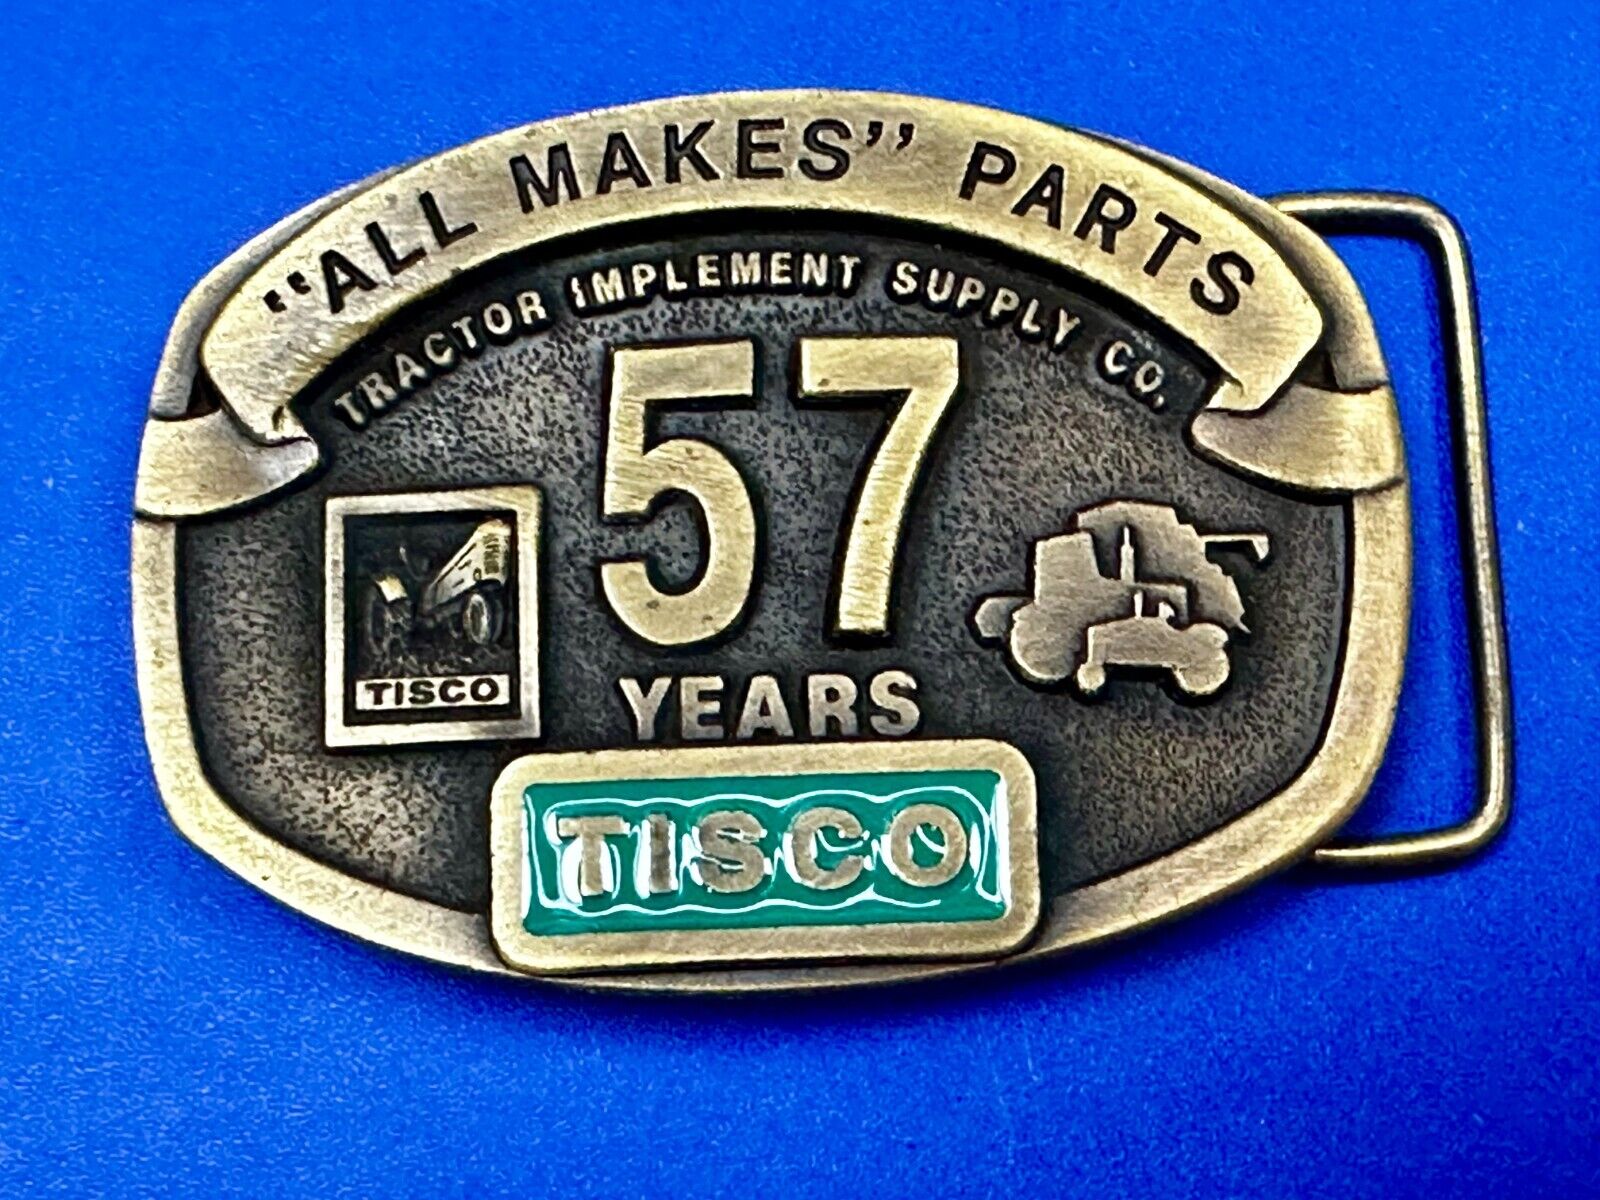 "ALL MAKES" PARTS
TRACTOR IMPLEMENT SUPPLY CO.
57
YEARS
TISCO
TISCO